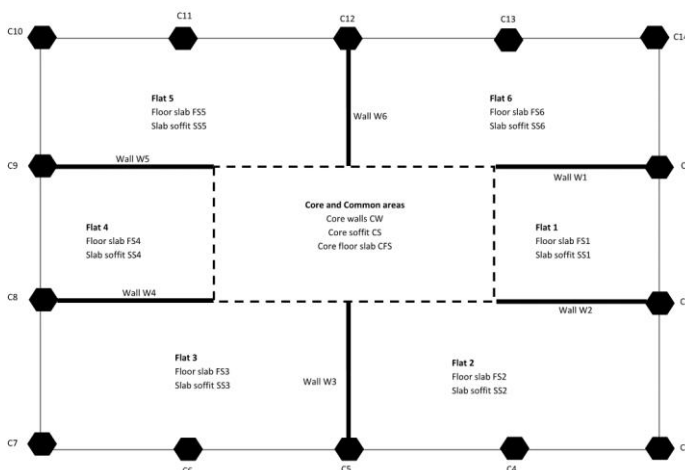 C10
C11
C12
C13
Flat 5
Floor slab FS5
Slab soffit SS5
Flat 6
Floor slab FS6
Slab soffit SS6
Wall W6
C9
Wall W5
Wall W1
Core and Common areas
Core walls CW
Core soffit CS
Core floor slab CFS
Flat 4
Floor slab FS4
Slab soffit SS4
Flat 1
Floor slab FS1
Slab soffit SS1
C8
Wall W4
Wall W2
Flat 3
Floor slab FS3
Slab soffit SS3
Wall W3
Flat 2
Floor slab FS2
Slab soffit SS2
C7
C5
C4